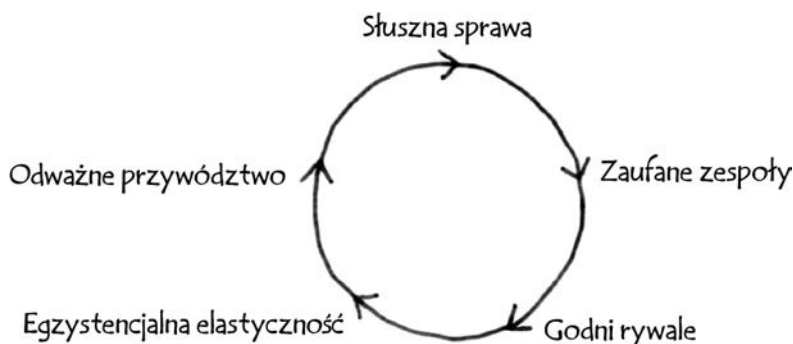 Słuszna sprawa
Zaufane zespoły
Godni rywale
Egzystencjalna elastyczność
Odważne przywództwo